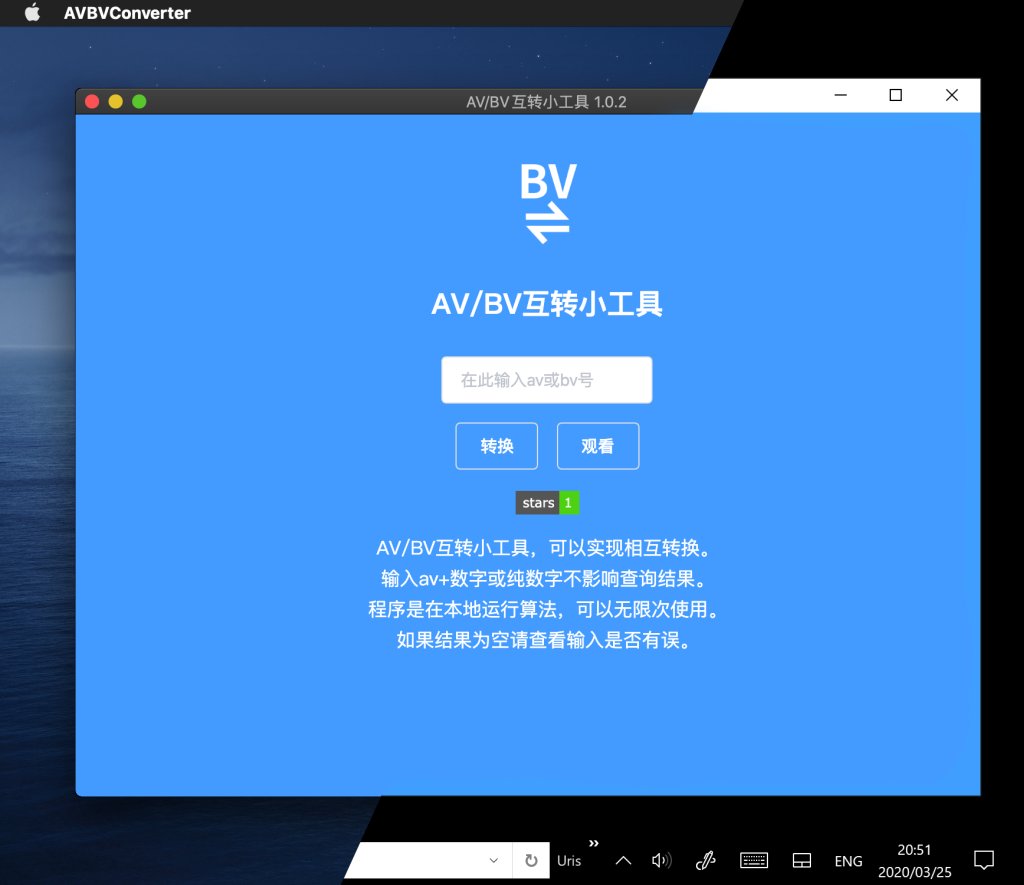 AVBVConverter
AV/BV互转小工具 1.0.2
BV
AV/BV互转小工具
在此输入av或bv号
转换
观看
stars 1
AV/BV互转小工具，可以实现相互转换。
输入av+数字或纯数字不影响查询结果。
程序是在本地运行算法，可以无限次使用。
如果结果为空请查看输入是否有误。
Uris
ENG
20:51
2020/03/25